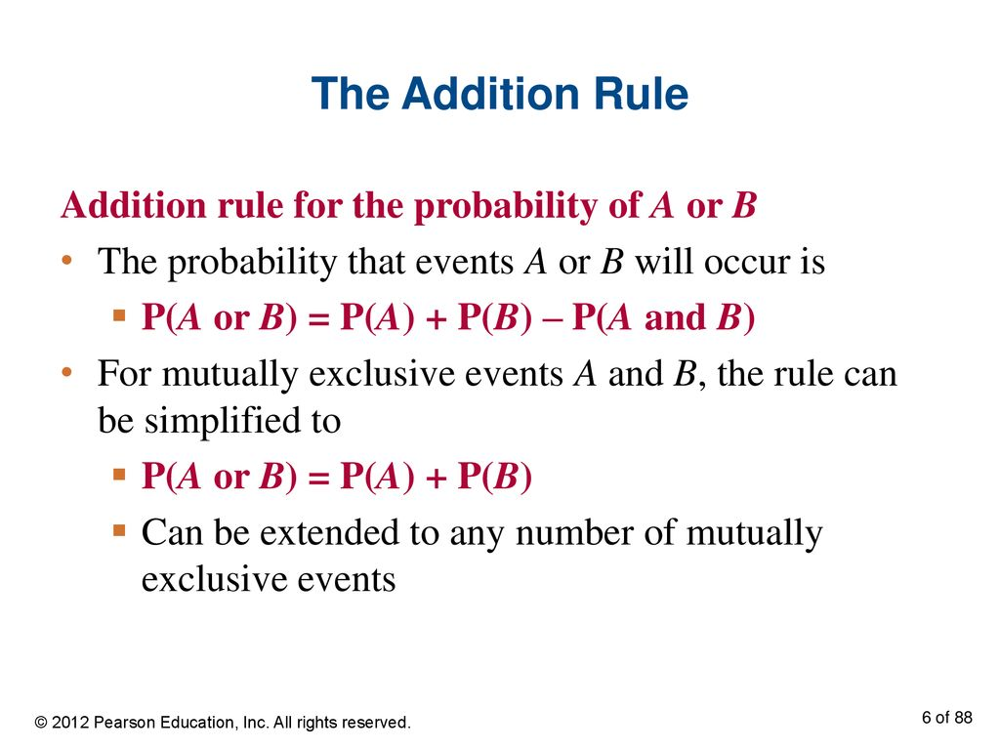 The Addition Rule
Addition rule for the probability of A or B
• The probability that events A or B will occur is
▪ P(A or B) = P(A) + P(B) – P(A and B)
• For mutually exclusive events A and B, the rule can
be simplified to
▪ P(A or B) = P(A) + P(B)
▪ Can be extended to any number of mutually
exclusive events
© 2012 Pearson Education, Inc. All rights reserved.
6 of 88